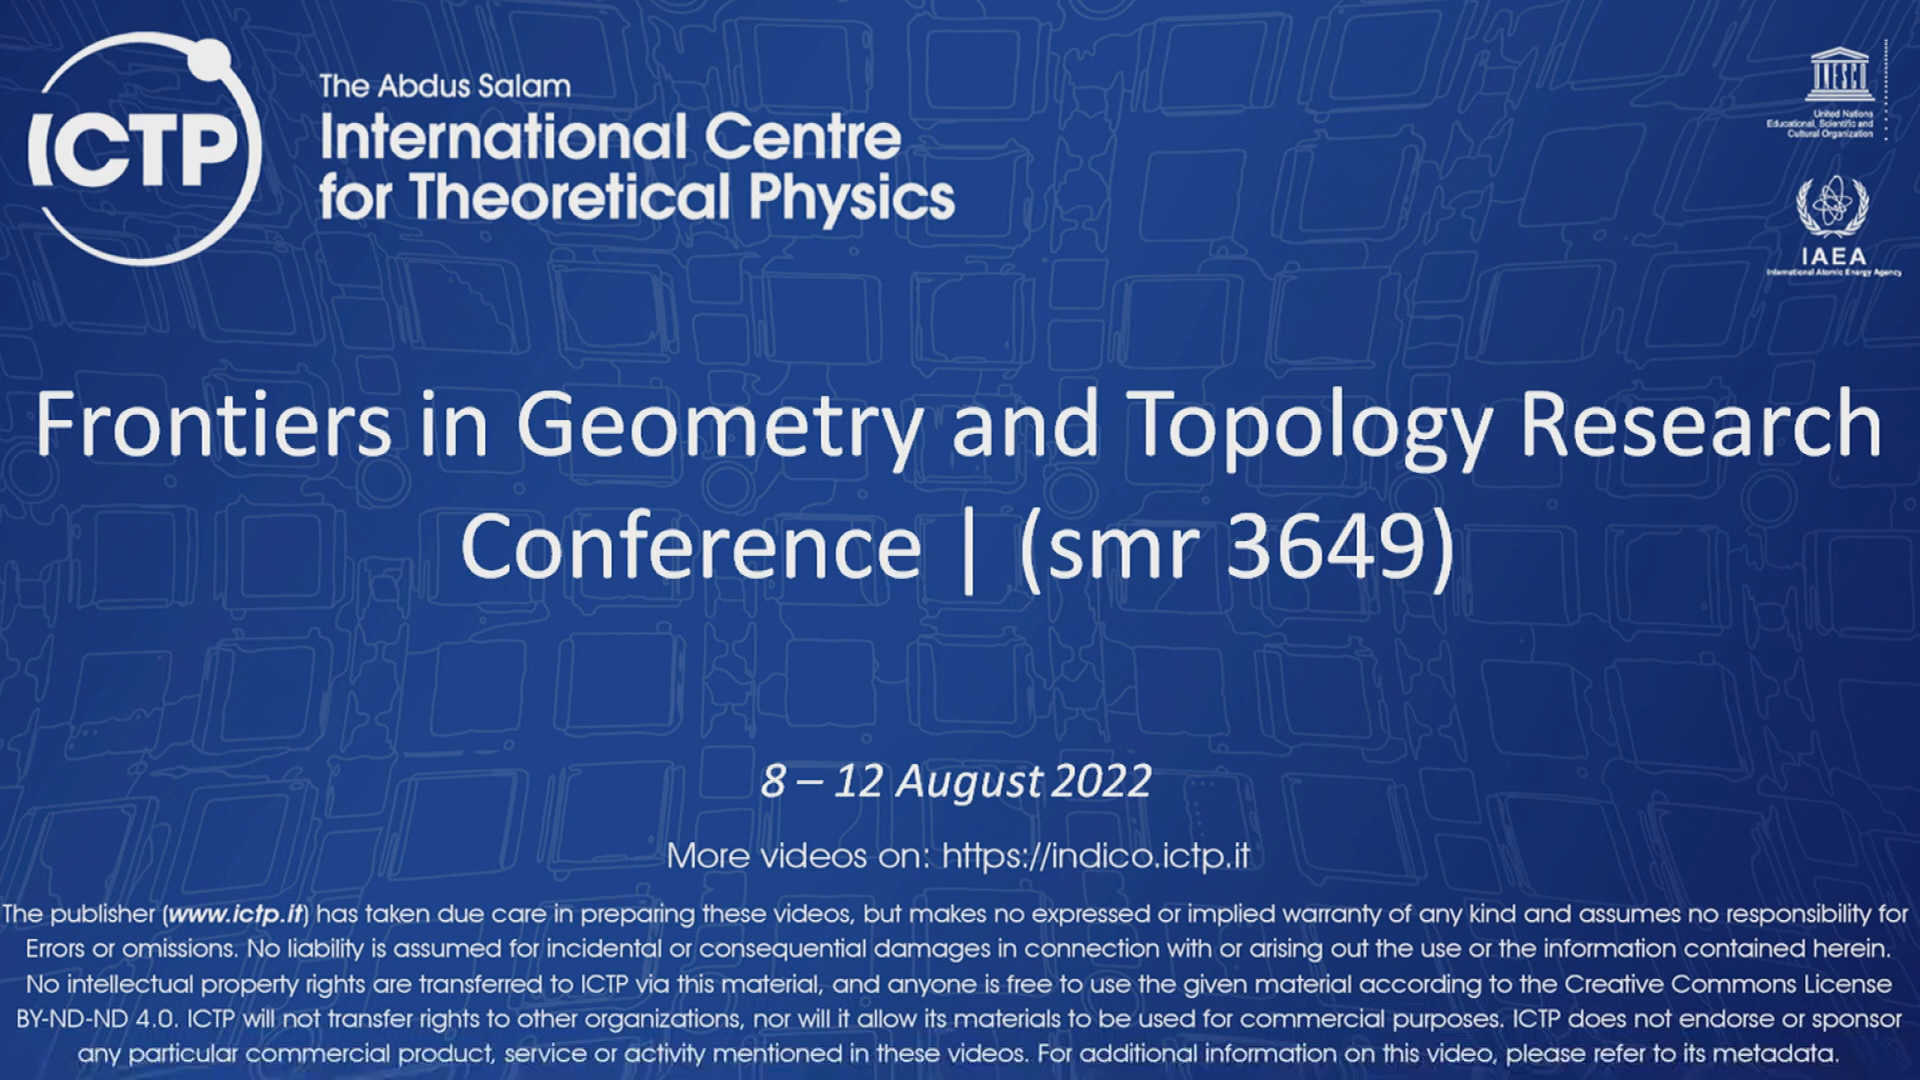 ICTP
The Abdus Salam
International Centre
for Theoretical Physics
UNESCO
United Nations
Educational, Scientific and
Cultural Organization
IAEA
International Atomic Energy Agency
Frontiers in Geometry and Topology Research
Conference | (smr 3649)
8 – 12 August 2022
More videos on: https://indico.ictp.it
The publisher (www.ictp.it) has taken due care in preparing these videos, but makes no expressed or implied warranty of any kind and assumes no responsibility for
Errors or omissions. No liability is assumed for incidental or consequential damages in connection with or arising out the use or the information contained herein.
No intellectual property rights are transferred to ICTP via this material, and anyone is free to use the given material according to the Creative Commons License
BY-ND-ND 4.0. ICTP will not transfer rights to other organizations, nor will it allow its materials to be used for commercial purposes. ICTP does not endorse or sponsor
any particular commercial product, service or activity mentioned in these videos. For additional information on this video, please refer to its metadata.